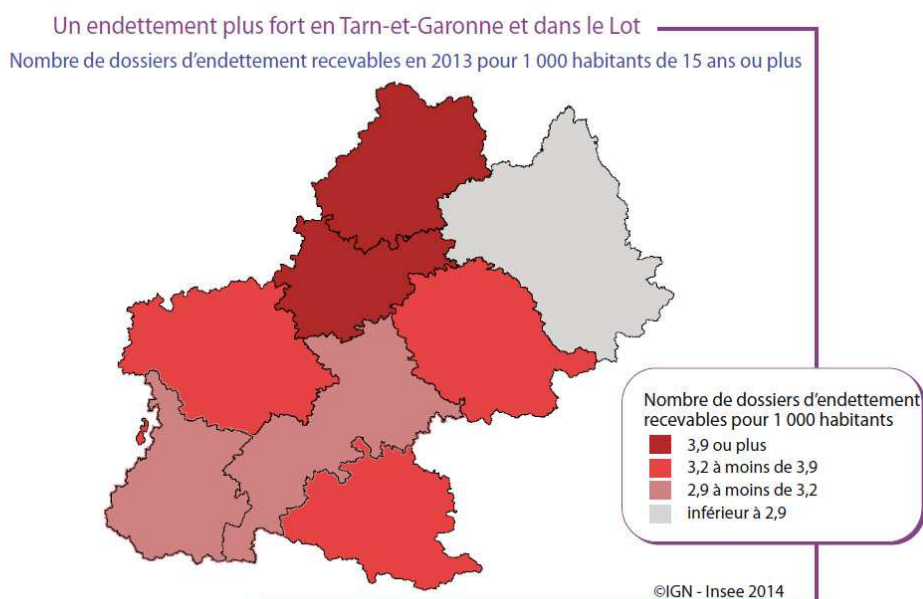 Un endettement plus fort en Tarn-et-Garonne et dans le Lot
Nombre de dossiers d'endettement recevables en 2013 pour 1 000 habitants de 15 ans ou plus
Nombre de dossiers d'endettement
recevables pour 1 000 habitants
3,9 ou plus
3,2 à moins de 3,9
2,9 à moins de 3,2
inférieur à 2,9
©IGN - Insee 2014